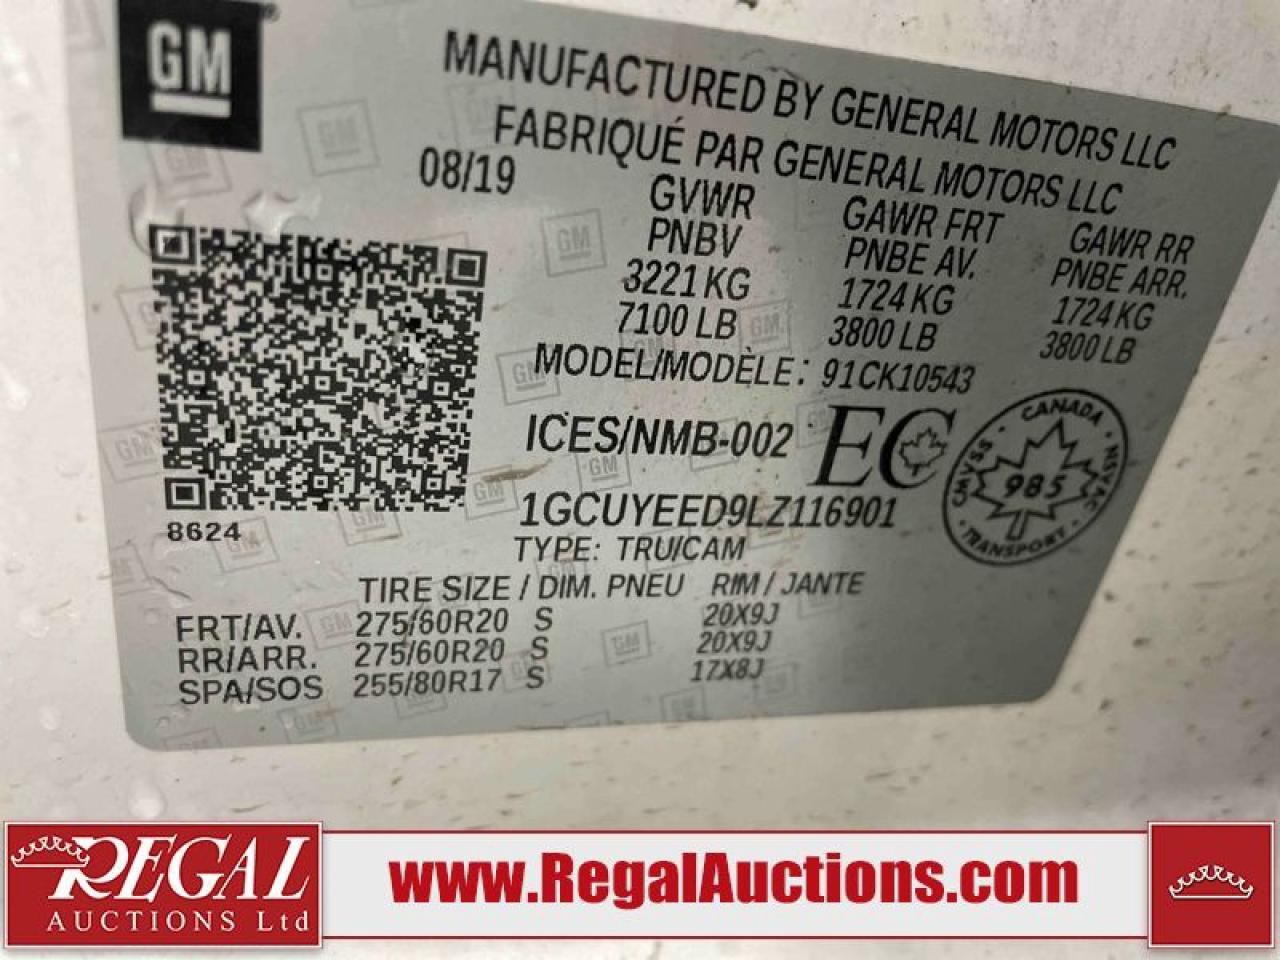 GM
MANUFACTURED BY GENERAL MOTORS LLC
FABRIQUÉ PAR GENERAL MOTORS LLC
08/19
GVWR GAWR FRT GAWR RR
PNBV PNBE AV. PNBE ARR.
3221 KG 1724 KG 1724 KG
7100 LB 3800 LB 3800 LB
MODEL/MODÈLE: 91CK10543
ICES/NMB-002 EC
CANADA
CMVSS 985 NSVAC
TRANSPORT
8624
1GCUYEED9LZ116901
TYPE: TRU/CAM
TIRE SIZE / DIM. PNEU RIM / JANTE
FRT/AV. 275/60R20 S 20X9J
RR/ARR. 275/60R20 S 20X9J
SPA/SOS 255/80R17 S 17X8J
REGAL
AUCTIONS Ltd
www.RegalAuctions.com